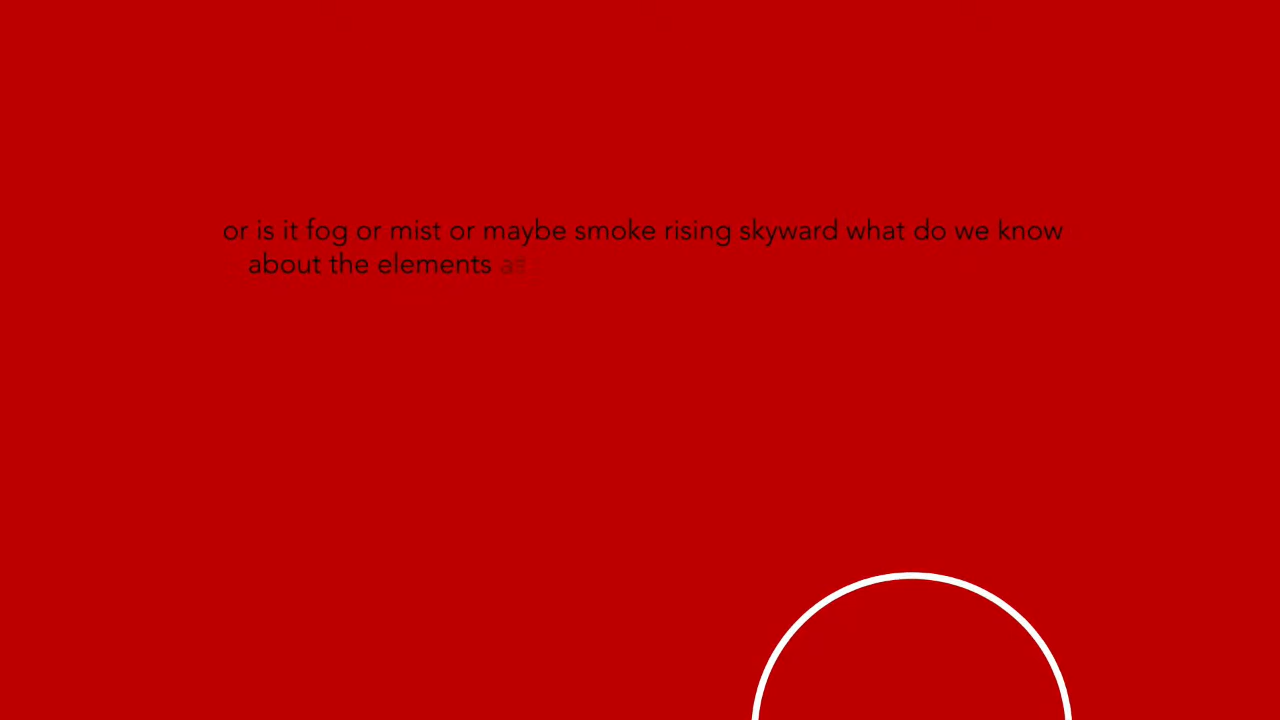 or is it fog or mist or maybe smoke rising skyward what do we know
about the elements